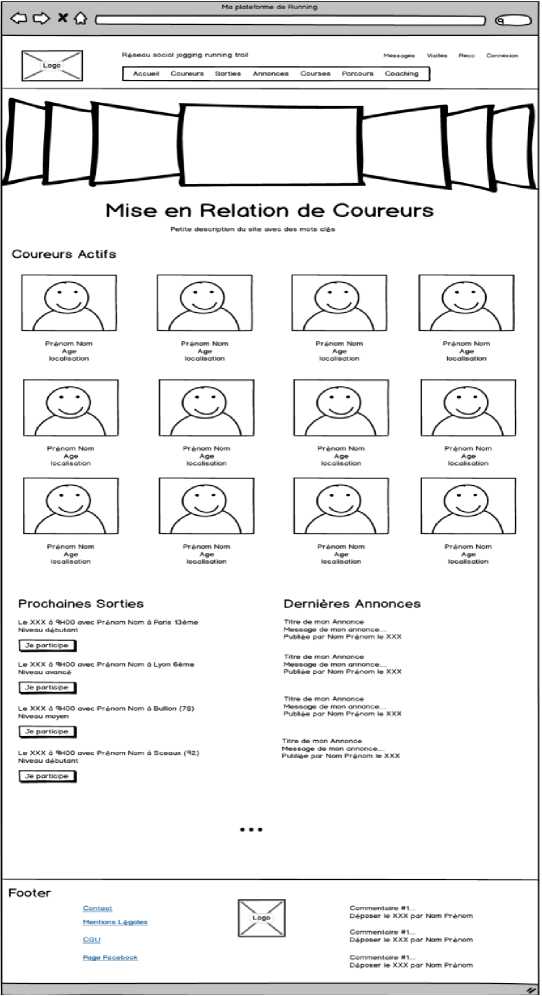 Ma plateforme de Running
Logo
Réseau social jogging running trail
Messages Visites Reco Connexion
Accueil Coureurs Sorties Annonces Courses Parcours Coaching
Mise en Relation de Coureurs
Petite description du site avec des mots clés
Coureurs Actifs
Prénom Nom
Age
localisation
Prénom Nom
Age
localisation
Prénom Nom
Age
localisation
Prénom Nom
Age
localisation
Prénom Nom
Age
localisation
Prénom Nom
Age
localisation
Prénom Nom
Age
localisation
Prénom Nom
Age
localisation
Prénom Nom
Age
localisation
Prénom Nom
Age
localisation
Prénom Nom
Age
localisation
Prénom Nom
Age
localisation
Prochaines Sorties
Le XXX à 9H00 avec Prénom Nom à Paris 13ème
Niveau débutant
Je participe
Le XXX à 9H00 avec Prénom Nom à Lyon 6ème
Niveau avancé
Je participe
Le XXX à 9H00 avec Prénom Nom à Bullion (78)
Niveau moyen
Je participe
Le XXX à 9H00 avec Prénom Nom à Sceaux (92)
Niveau débutant
Je participe
Dernières Annonces
Titre de mon Annonce
Message de mon annonce...
Publiée par Nom Prénom le XXX
Titre de mon Annonce
Message de mon annonce...
Publiée par Nom Prénom le XXX
Titre de mon Annonce
Message de mon annonce...
Publiée par Nom Prénom le XXX
Titre de mon Annonce
Message de mon annonce...
Publiée par Nom Prénom le XXX
...
Footer
Contact
Mentions Légales
CGU
Page Facebook
Logo
Commentaire #1...
Déposer le XXX par Nom Prénom
Commentaire #1...
Déposer le XXX par Nom Prénom
Commentaire #1...
Déposer le XXX par Nom Prénom